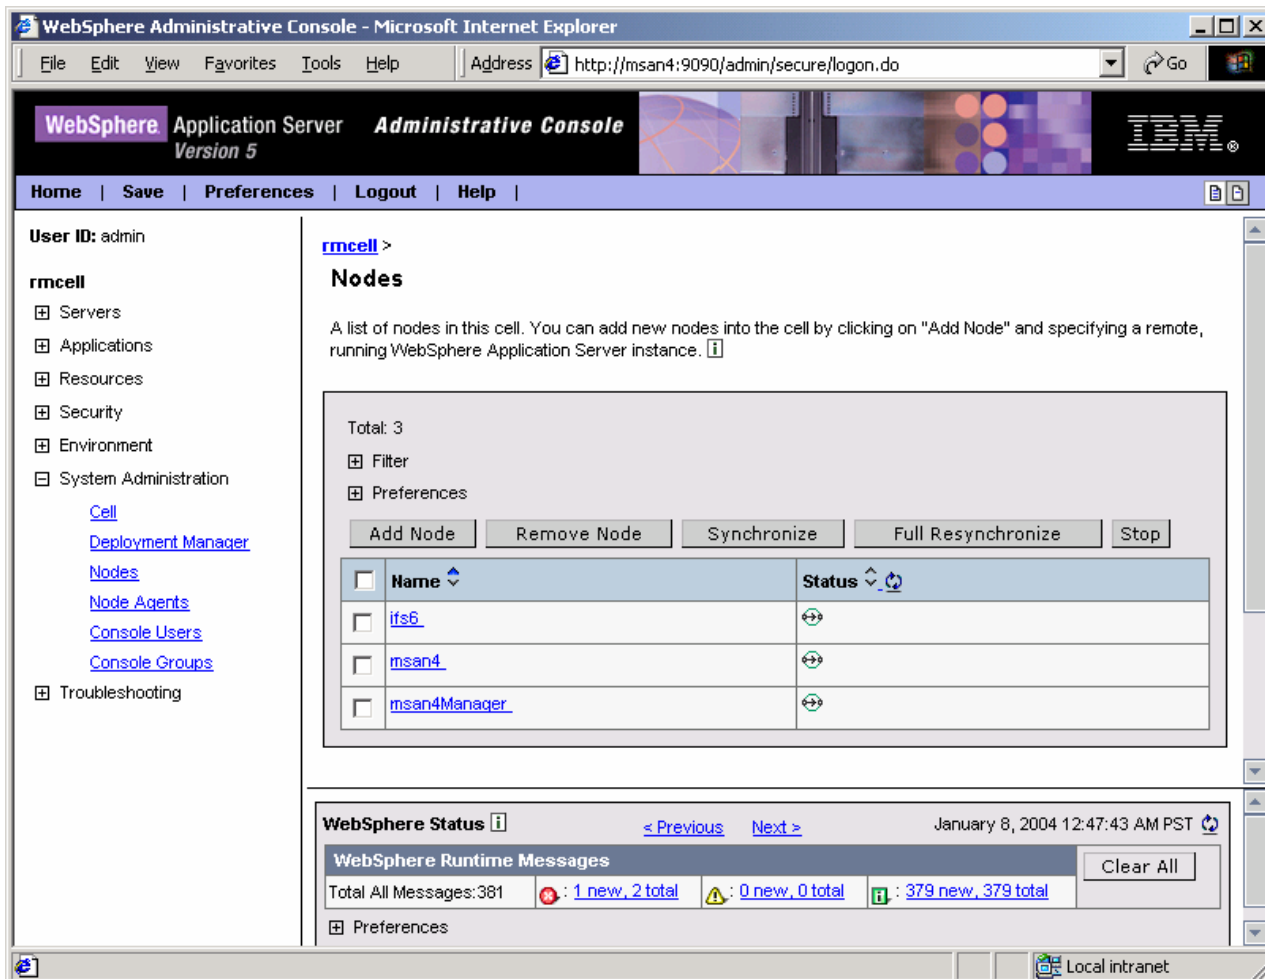 WebSphere Administrative Console - Microsoft Internet Explorer
File Edit View Favorites Tools Help Address http://msan4:9090/admin/secure/logon.do Go
WebSphere. Application Server Administrative Console
Version 5
IBM®
Home | Save | Preferences | Logout | Help |
User ID: admin
rmcell
Servers
Applications
Resources
Security
Environment
System Administration
Cell
Deployment Manager
Nodes
Node Agents
Console Users
Console Groups
Troubleshooting
rmcell >
Nodes
A list of nodes in this cell. You can add new nodes into the cell by clicking on "Add Node" and specifying a remote,
running WebSphere Application Server instance. i
Total: 3
Filter
Preferences
Add Node Remove Node Synchronize Full Resynchronize Stop
Name Status
ifs6
msan4
msan4Manager
WebSphere Status i < Previous Next > January 8, 2004 12:47:43 AM PST
WebSphere Runtime Messages
Clear All
Total All Messages:381 : 1 new, 2 total : 0 new, 0 total : 379 new, 379 total
Preferences
Local intranet